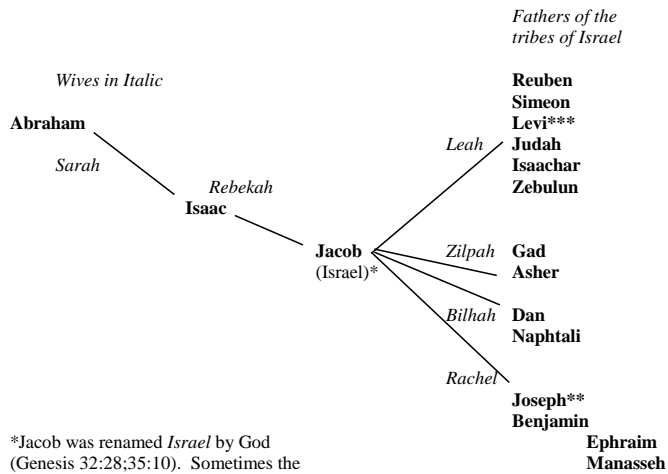 Fathers of the
tribes of Israel
Wives in Italic
Reuben
Simeon
Abraham
Levi***
Leah
Judah
Sarah
Isaachar
Rebekah
Zebulun
Isaac
Jacob
(Israel)*
Zilpah
Gad
Asher
Bilhah
Dan
Naphtali
Rachel
Joseph**
Benjamin
*Jacob was renamed Israel by God
(Genesis 32:28;35:10).  Sometimes the
Ephraim
Manasseh